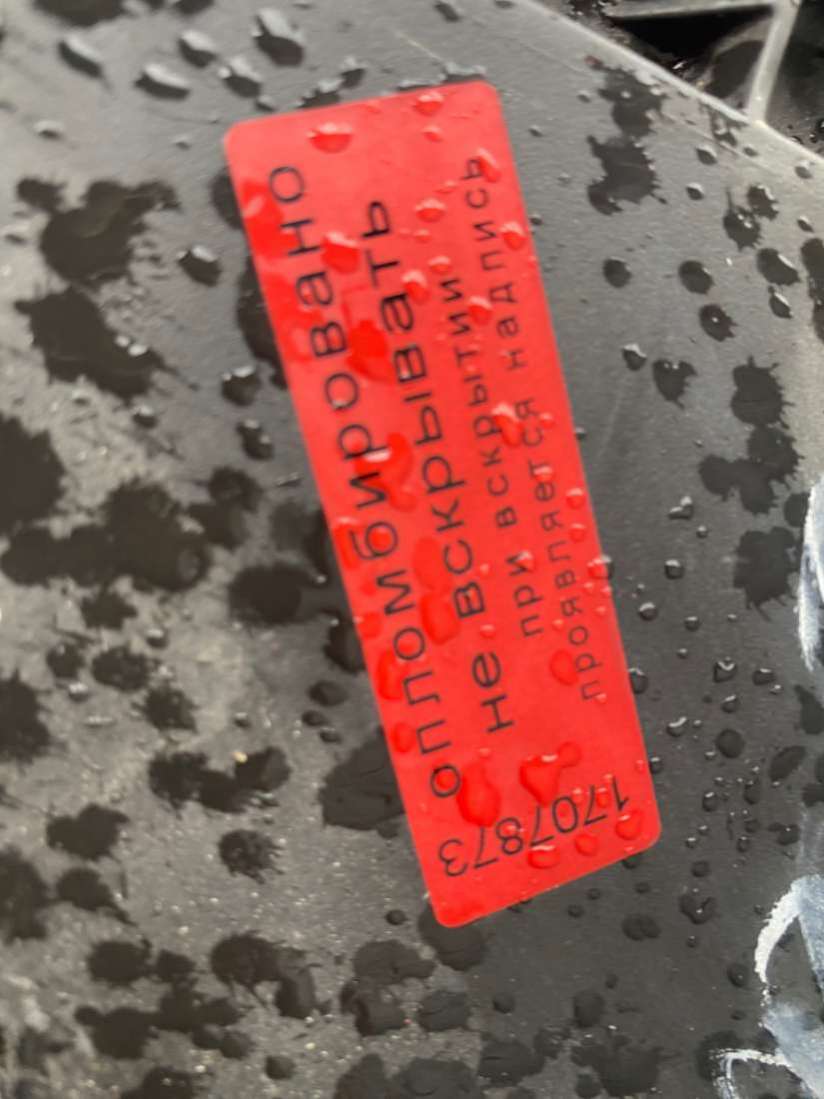 опломбировано
не вскрывать
при вскрытии
проявляется надпись
1707873